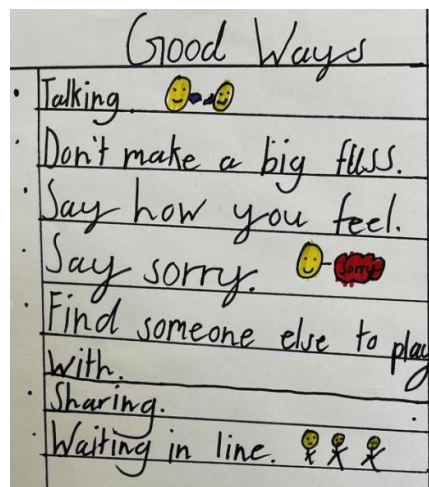 Good Ways
Talking
Don't make a big fuss.
Say how you feel.
Say sorry. Sorry
Find someone else to play
with.
Sharing.
Waiting in line.